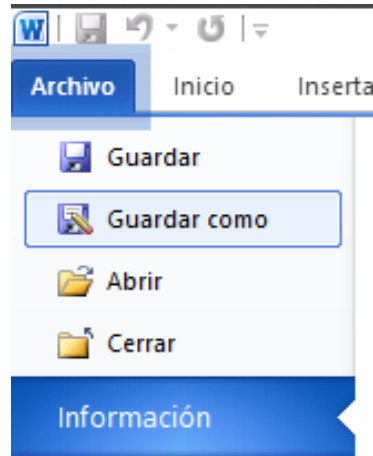 W
Archivo Inicio Inserta
Guardar
Guardar como
Abrir
Cerrar
Información